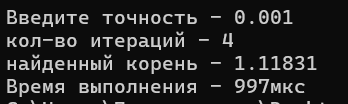 Введите точность - 0.001
кол-во итераций - 4
найденный корень - 1.11831
Время выполнения - 997мкс